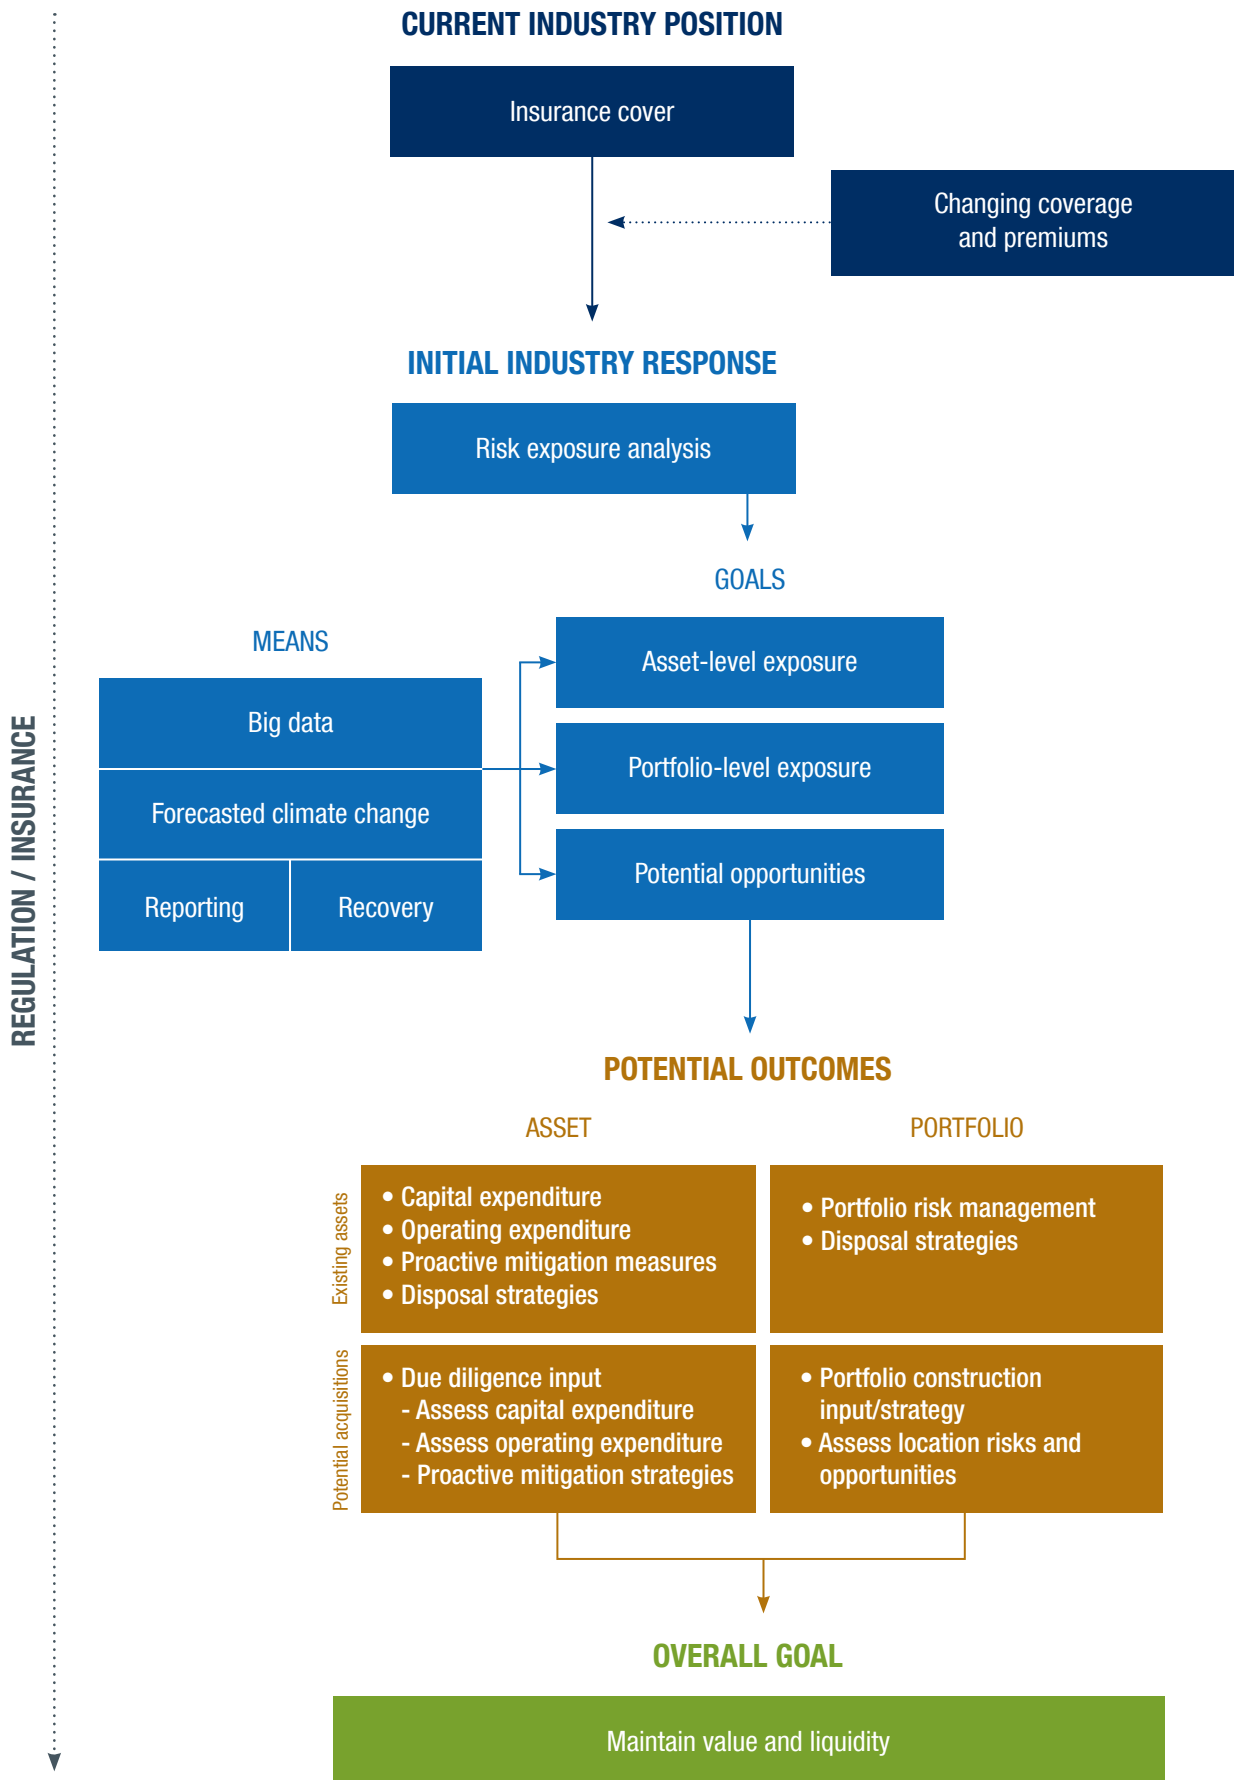 CURRENT INDUSTRY POSITION
Insurance cover
Changing coverage
and premiums
INITIAL INDUSTRY RESPONSE
Risk exposure analysis
GOALS
MEANS
Asset-level exposure
Big data
Portfolio-level exposure
Forecasted climate change
Potential opportunities
Reporting
Recovery
REGULATION / INSURANCE
POTENTIAL OUTCOMES
ASSET
PORTFOLIO
Existing assets
• Capital expenditure
• Operating expenditure
• Proactive mitigation measures
• Disposal strategies
• Portfolio risk management
• Disposal strategies
Potential acquisitions
• Due diligence input
- Assess capital expenditure
- Assess operating expenditure
- Proactive mitigation strategies
• Portfolio construction
input/strategy
• Assess location risks and
opportunities
OVERALL GOAL
Maintain value and liquidity